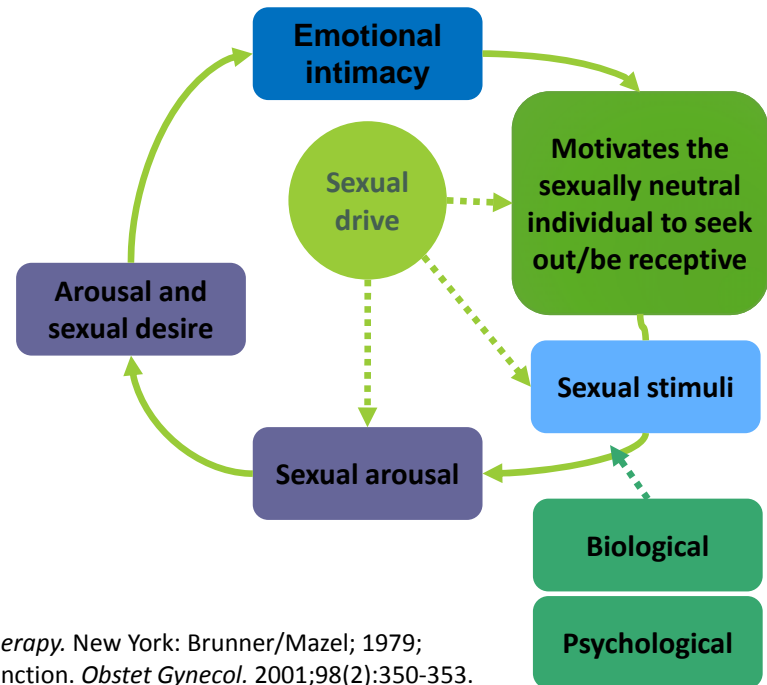 Emotional
intimacy
Sexual
drive
Motivates the
sexually neutral
individual to seek
out/be receptive
Arousal and
sexual desire
Sexual stimuli
Sexual arousal
Biological
Psychological
erapy. New York: Brunner/Mazel; 1979;
nction. Obstet Gynecol. 2001;98(2):350-353.